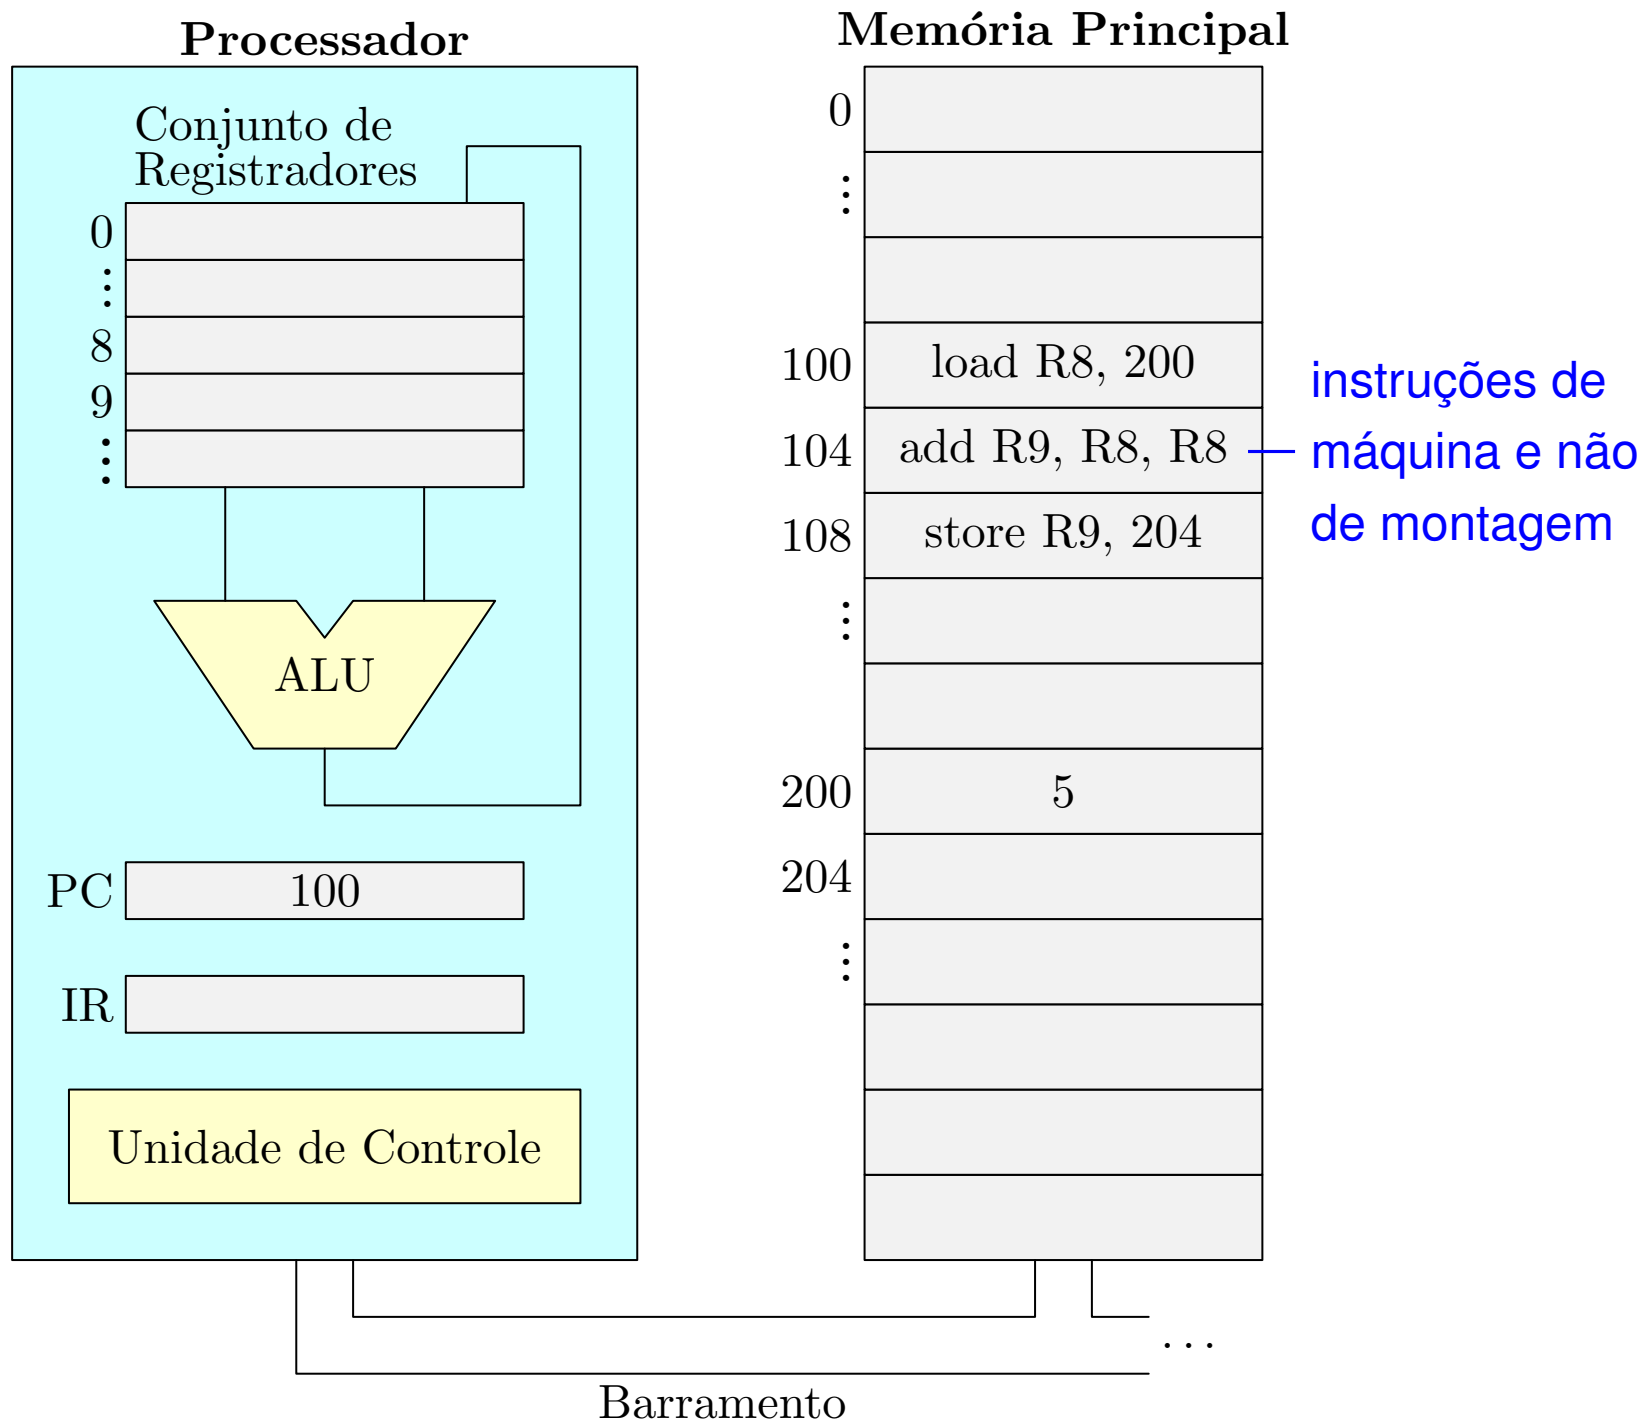 Processador
Conjunto de
Registradores
0
⋮
8
9
⋮
ALU
PC 100
IR
Unidade de Controle
Memória Principal
0
⋮
100 load R8, 200
104 add R9, R8, R8
108 store R9, 204
⋮
200 5
204
⋮
instruções de
máquina e não
de montagem
...
Barramento